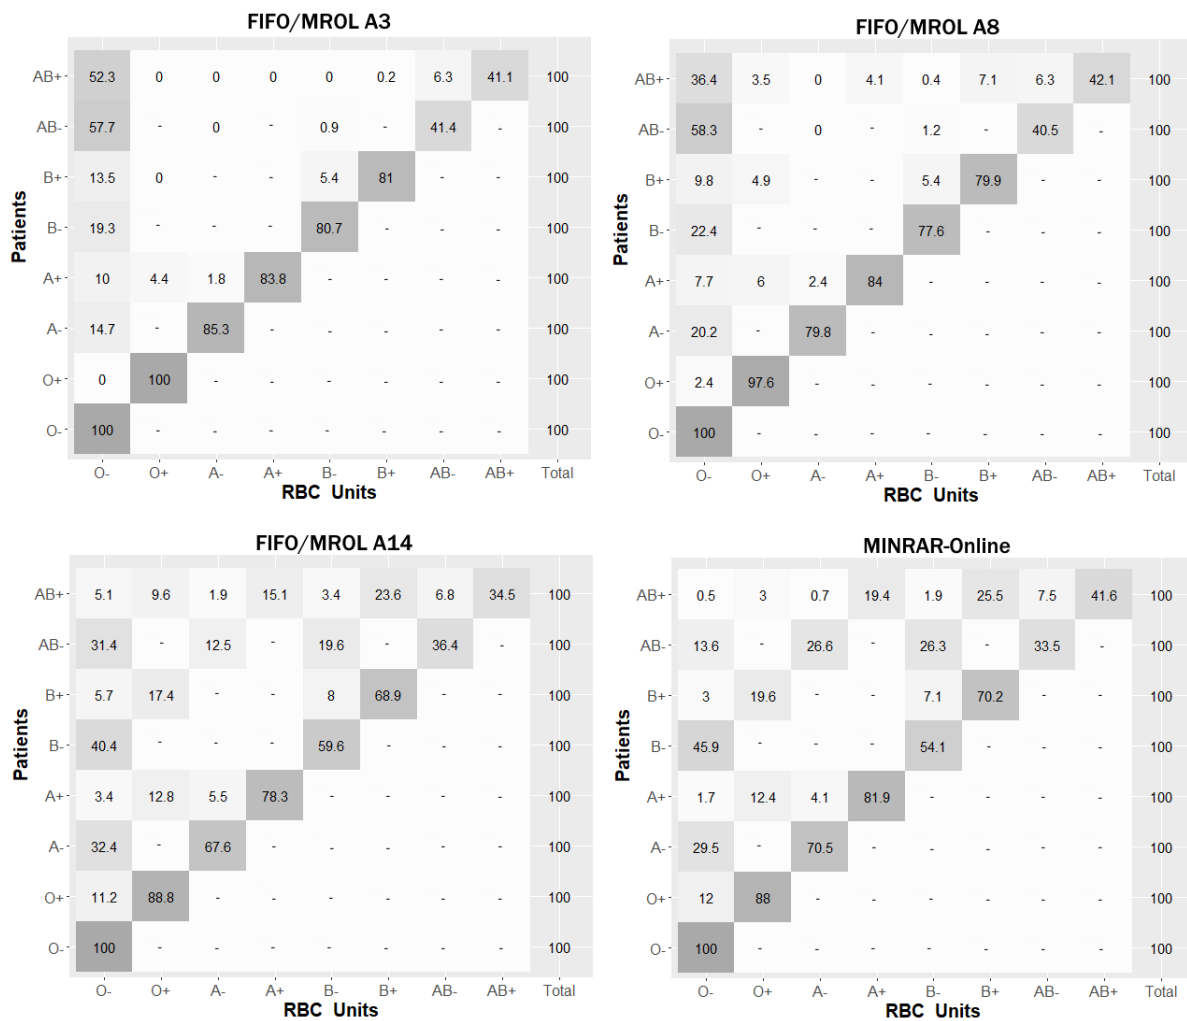 FIFO/MROL A3
AB+ 52.3 0 0 0 0 0.2 6.3 41.1 100
AB- 57.7 - 0 - 0.9 - 41.4 - 100
B+ 13.5 0 - - 5.4 81 - - 100
B- 19.3 - - - 80.7 - - - 100
A+ 10 4.4 1.8 83.8 - - - - 100
A- 14.7 - 85.3 - - - - - 100
O+ 0 100 - - - - - - 100
O- 100 - - - - - - - 100
O- O+ A- A+ B- B+ AB- AB+ Total
RBC Units
Patients
FIFO/MROL A8
AB+ 36.4 3.5 0 4.1 0.4 7.1 6.3 42.1 100
AB- 58.3 - 0 - 1.2 - 40.5 - 100
B+ 9.8 4.9 - - 5.4 79.9 - - 100
B- 22.4 - - - 77.6 - - - 100
A+ 7.7 6 2.4 84 - - - - 100
A- 20.2 - 79.8 - - - - - 100
O+ 2.4 97.6 - - - - - - 100
O- 100 - - - - - - - 100
O- O+ A- A+ B- B+ AB- AB+ Total
RBC Units
Patients
FIFO/MROL A14
AB+ 5.1 9.6 1.9 15.1 3.4 23.6 6.8 34.5 100
AB- 31.4 - 12.5 - 19.6 - 36.4 - 100
B+ 5.7 17.4 - - 8 68.9 - - 100
B- 40.4 - - - 59.6 - - - 100
A+ 3.4 12.8 5.5 78.3 - - - - 100
A- 32.4 - 67.6 - - - - - 100
O+ 11.2 88.8 - - - - - - 100
O- 100 - - - - - - - 100
O- O+ A- A+ B- B+ AB- AB+ Total
RBC Units
Patients
MINRAR-Online
AB+ 0.5 3 0.7 19.4 1.9 25.5 7.5 41.6 100
AB- 13.6 - 26.6 - 26.3 - 33.5 - 100
B+ 3 19.6 - - 7.1 70.2 - - 100
B- 45.9 - - - 54.1 - - - 100
A+ 1.7 12.4 4.1 81.9 - - - - 100
A- 29.5 - 70.5 - - - - - 100
O+ 12 88 - - - - - - 100
O- 100 - - - - - - - 100
O- O+ A- A+ B- B+ AB- AB+ Total
RBC Units
Patients